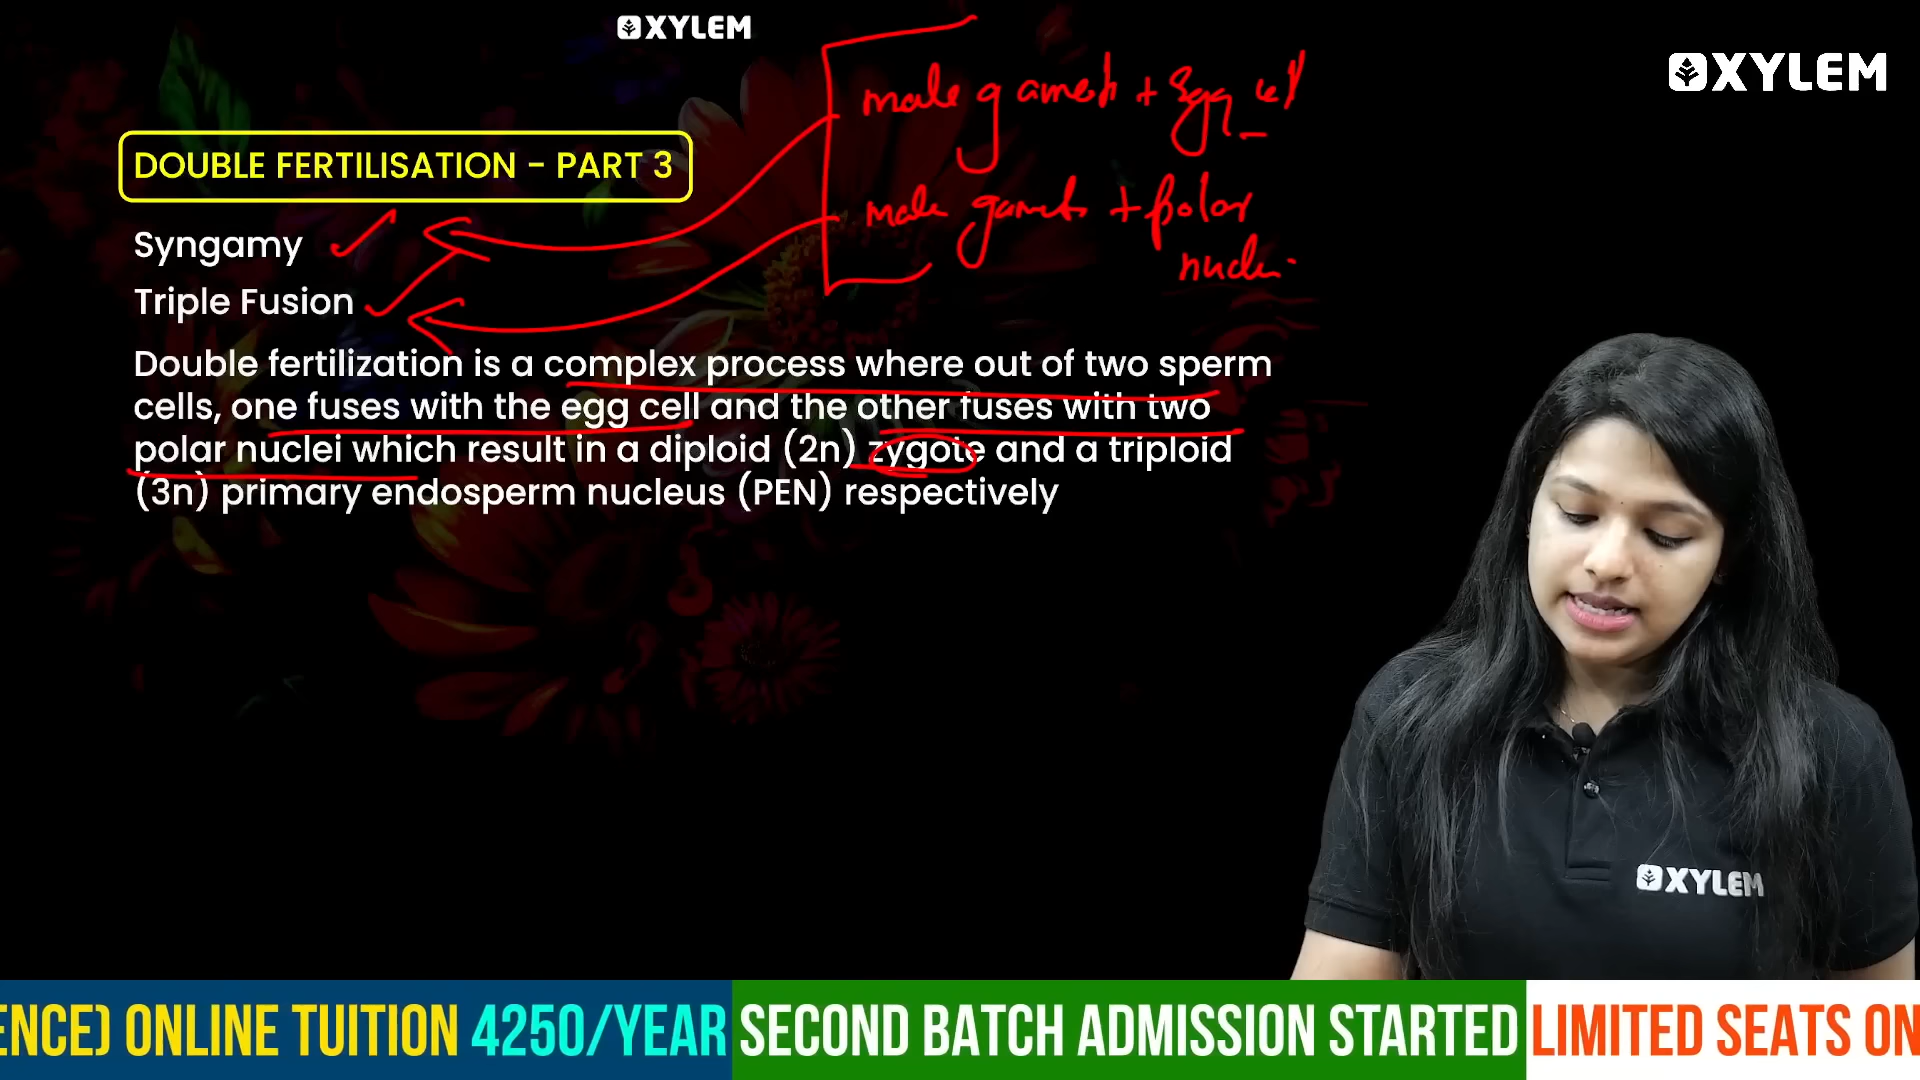 XYLEM
XYLEM
male gamete + Egg cell
DOUBLE FERTILISATION - PART 3
male gamete + polar
nuclei
Syngamy
Triple Fusion
Double fertilization is a complex process where out of two sperm
cells, one fuses with the egg cell and the other fuses with two
polar nuclei which result in a diploid (2n) zygote and a triploid
(3n) primary endosperm nucleus (PEN) respectively
XYLEM
ENCE) ONLINE TUITION 4250/YEAR SECOND BATCH ADMISSION STARTED LIMITED SEATS ON